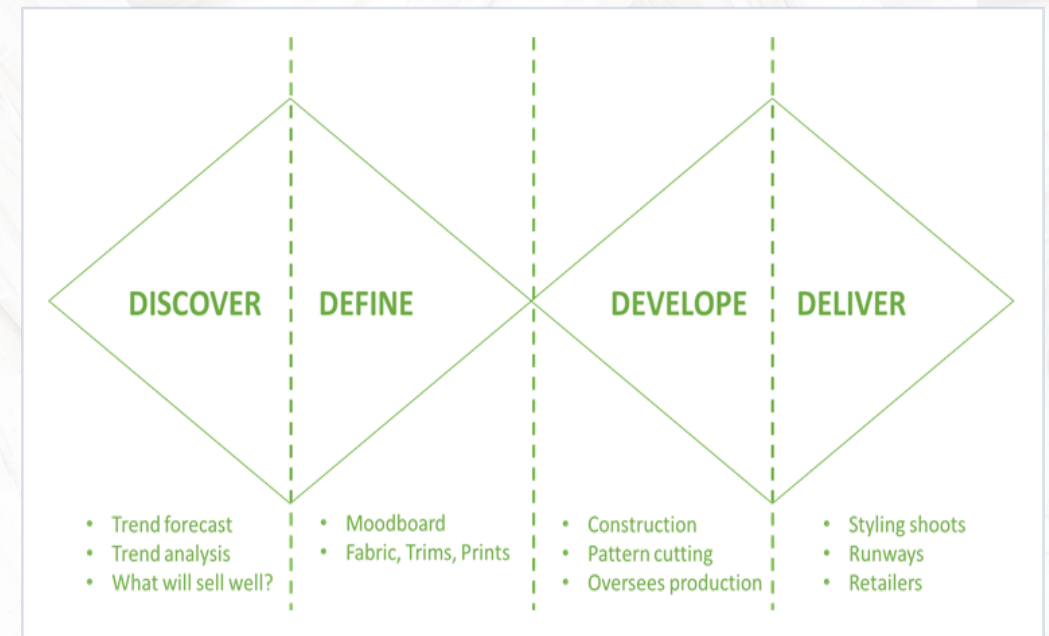 DISCOVER
DEFINE
DEVELOPE
DELIVER
• Trend forecast
• Trend analysis
• What will sell well?
• Moodboard
• Fabric, Trims, Prints
• Construction
• Pattern cutting
• Oversees production
• Styling shoots
• Runways
• Retailers